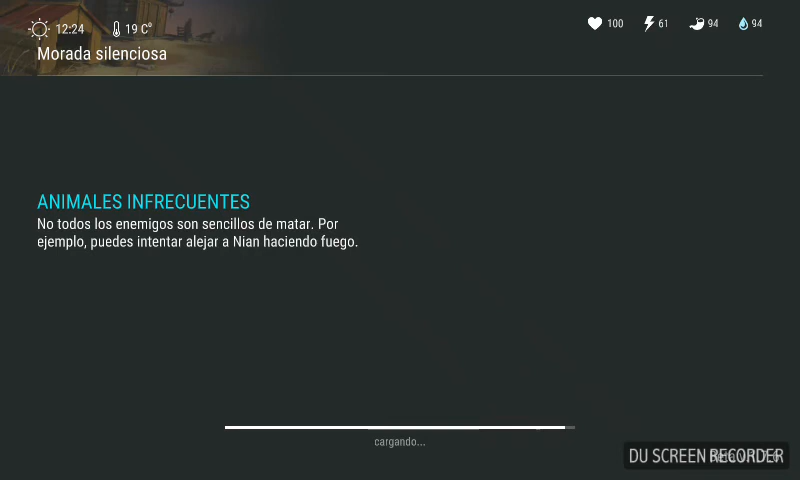 12:24 19 Cº 100 61 94 94
Morada silenciosa
ANIMALES INFRECUENTES
No todos los enemigos son sencillos de matar. Por
ejemplo, puedes intentar alejar a Nian haciendo fuego.
cargando...
DU SCREEN RECORDER